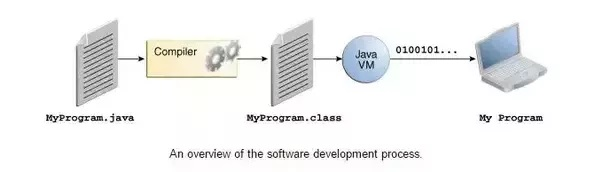 Compiler
Java
VM
0100101...
MyProgram.java
MyProgram.class
My Program
An overview of the software development process.